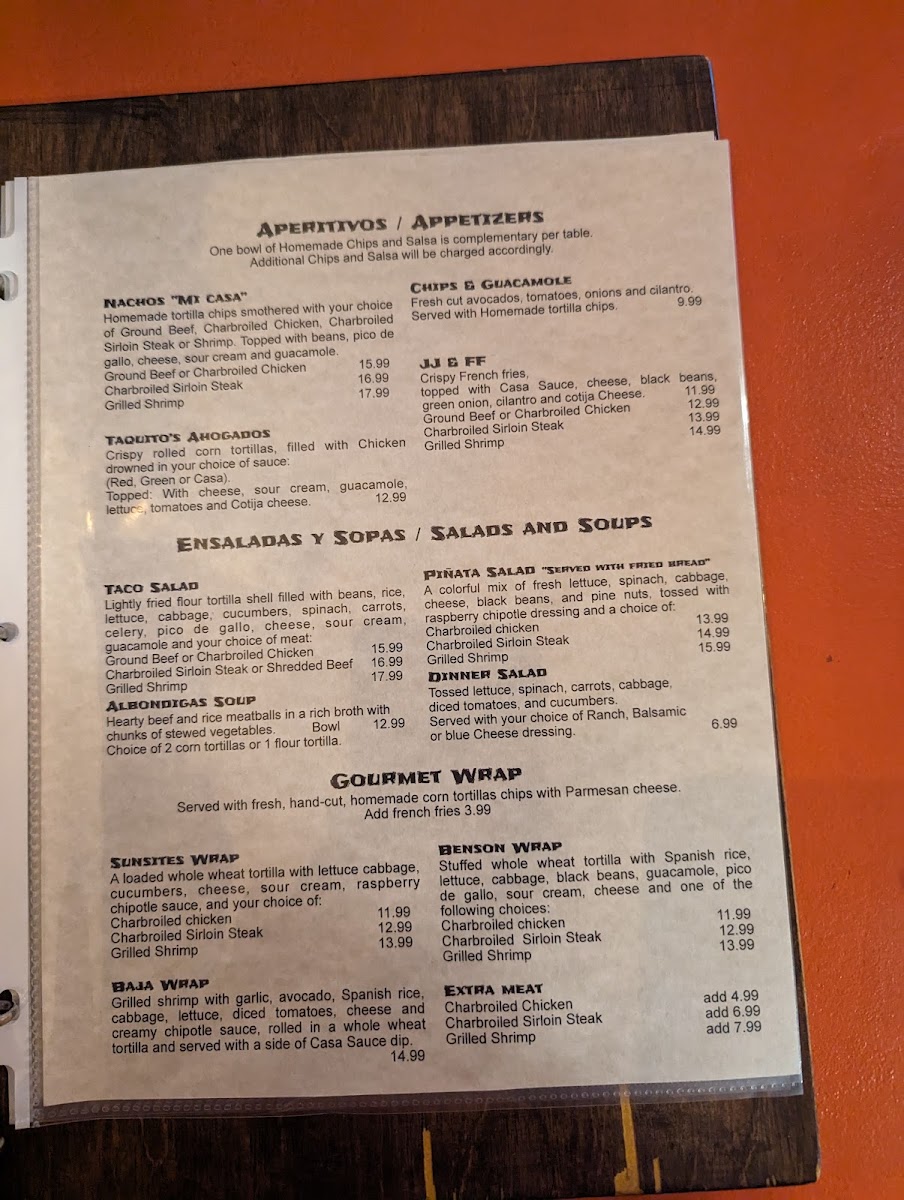 Aperitivos / Appetizers
One bowl of Homemade Chips and Salsa is complementary per table.
Additional Chips and Salsa will be charged accordingly.
Nachos "Mi casa"
Homemade tortilla chips smothered with your choice
of Ground Beef, Charbroiled Chicken, Charbroiled
Sirloin Steak or Shrimp. Topped with beans, pico de
gallo, cheese, sour cream and guacamole.
Ground Beef or Charbroiled Chicken 15.99
Charbroiled Sirloin Steak 16.99
Grilled Shrimp 17.99
Taquito's Ahogados
Crispy rolled corn tortillas, filled with Chicken
drowned in your choice of sauce:
(Red, Green or Casa).
Topped: With cheese, sour cream, guacamole,
lettuce, tomatoes and Cotija cheese. 12.99
Chips & Guacamole
Fresh cut avocados, tomatoes, onions and cilantro.
Served with Homemade tortilla chips. 9.99
JJ & FF
Crispy French fries,
topped with Casa Sauce, cheese, black beans,
green onion, cilantro and cotija Cheese. 11.99
Ground Beef or Charbroiled Chicken 12.99
Charbroiled Sirloin Steak 13.99
Grilled Shrimp 14.99
Ensaladas y Sopas / Salads and Soups
Taco Salad
Lightly fried flour tortilla shell filled with beans, rice,
lettuce, cabbage, cucumbers, spinach, carrots,
celery, pico de gallo, cheese, sour cream,
guacamole and your choice of meat:
Ground Beef or Charbroiled Chicken 15.99
Charbroiled Sirloin Steak or Shredded Beef 16.99
Grilled Shrimp 17.99
Albondigas Soup
Hearty beef and rice meatballs in a rich broth with
chunks of stewed vegetables. Bowl 12.99
Choice of 2 corn tortillas or 1 flour tortilla.
Piñata Salad "Served with fried bread"
A colorful mix of fresh lettuce, spinach, cabbage,
cheese, black beans, and pine nuts, tossed with
raspberry chipotle dressing and a choice of:
Charbroiled chicken 13.99
Charbroiled Sirloin Steak 14.99
Grilled Shrimp 15.99
Dinner Salad
Tossed lettuce, spinach, carrots, cabbage,
diced tomatoes, and cucumbers.
Served with your choice of Ranch, Balsamic
or blue Cheese dressing. 6.99
Gourmet Wrap
Served with fresh, hand-cut, homemade corn tortillas chips with Parmesan cheese.
Add french fries 3.99
Sunsites Wrap
A loaded whole wheat tortilla with lettuce cabbage,
cucumbers, cheese, sour cream, raspberry
chipotle sauce, and your choice of:
Charbroiled chicken 11.99
Charbroiled Sirloin Steak 12.99
Grilled Shrimp 13.99
Baja Wrap
Grilled shrimp with garlic, avocado, Spanish rice,
cabbage, lettuce, diced tomatoes, cheese and
creamy chipotle sauce, rolled in a whole wheat
tortilla and served with a side of Casa Sauce dip.
14.99
Benson Wrap
Stuffed whole wheat tortilla with Spanish rice,
lettuce, cabbage, black beans, guacamole, pico
de gallo, sour cream, cheese and one of the
following choices:
Charbroiled chicken 11.99
Charbroiled Sirloin Steak 12.99
Grilled Shrimp 13.99
Extra meat
Charbroiled Chicken add 4.99
Charbroiled Sirloin Steak add 6.99
Grilled Shrimp add 7.99